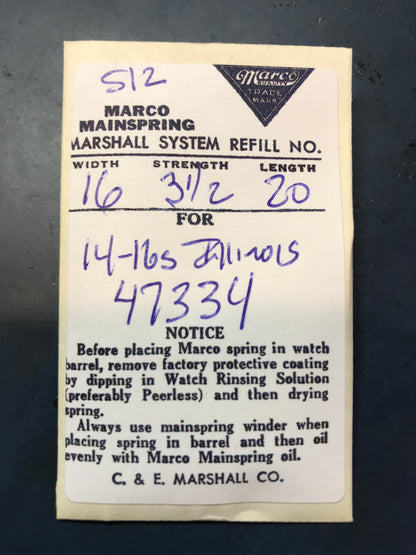 512
Marco
QUALITY
TRADE
MARK
MARCO
MAINSPRING
MARSHALL SYSTEM REFILL NO.
WIDTH STRENGTH LENGTH
16 3 1/2 20
FOR
14-16s Illinois
47334
NOTICE
Before placing Marco spring in watch
barrel, remove factory protective coating
by dipping in Watch Rinsing Solution
(preferably Peerless) and then drying
spring.
Always use mainspring winder when
placing spring in barrel and then oil
evenly with Marco Mainspring oil.
C. & E. MARSHALL CO.